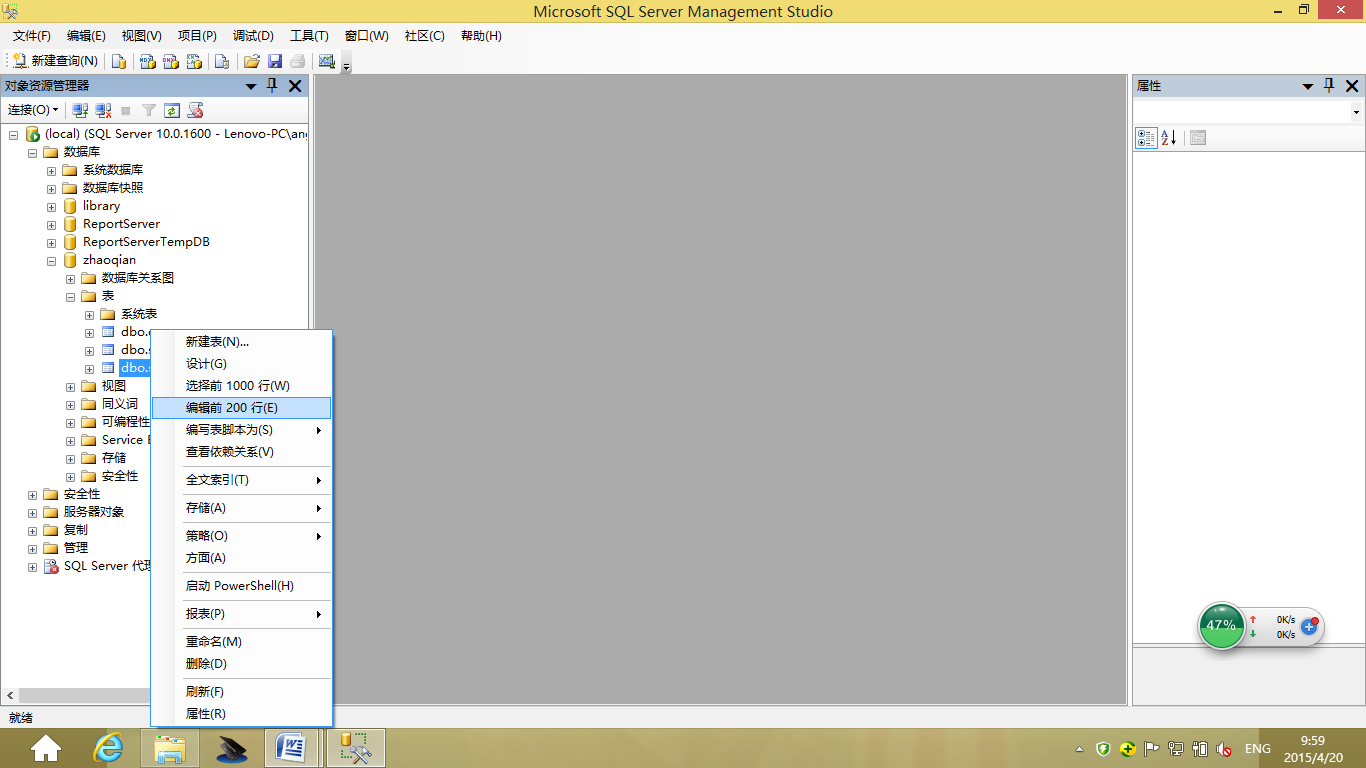 Microsoft SQL Server Management Studio
文件(F) 编辑(E) 视图(V) 项目(P) 调试(D) 工具(T) 窗口(W) 社区(C) 帮助(H)
新建查询(N)
对象资源管理器
连接(O)
(local) (SQL Server 10.0.1600 - Lenovo-PC\an
数据库
系统数据库
数据库快照
library
ReportServer
ReportServerTempDB
zhaoqian
数据库关系图
表
系统表
dbo.
dbo.
dbo.
视图
同义词
可编程性
Service
存储
安全性
安全性
服务器对象
复制
管理
SQL Server 代理
新建表(N)...
设计(G)
选择前 1000 行(W)
编辑前 200 行(E)
编写表脚本为(S)
查看依赖关系(V)
全文索引(T)
存储(A)
策略(O)
方面(A)
启动 PowerShell(H)
报表(P)
重命名(M)
删除(D)
刷新(F)
属性(R)
属性
47%
0K/s
0K/s
就绪
ENG
9:59
2015/4/20